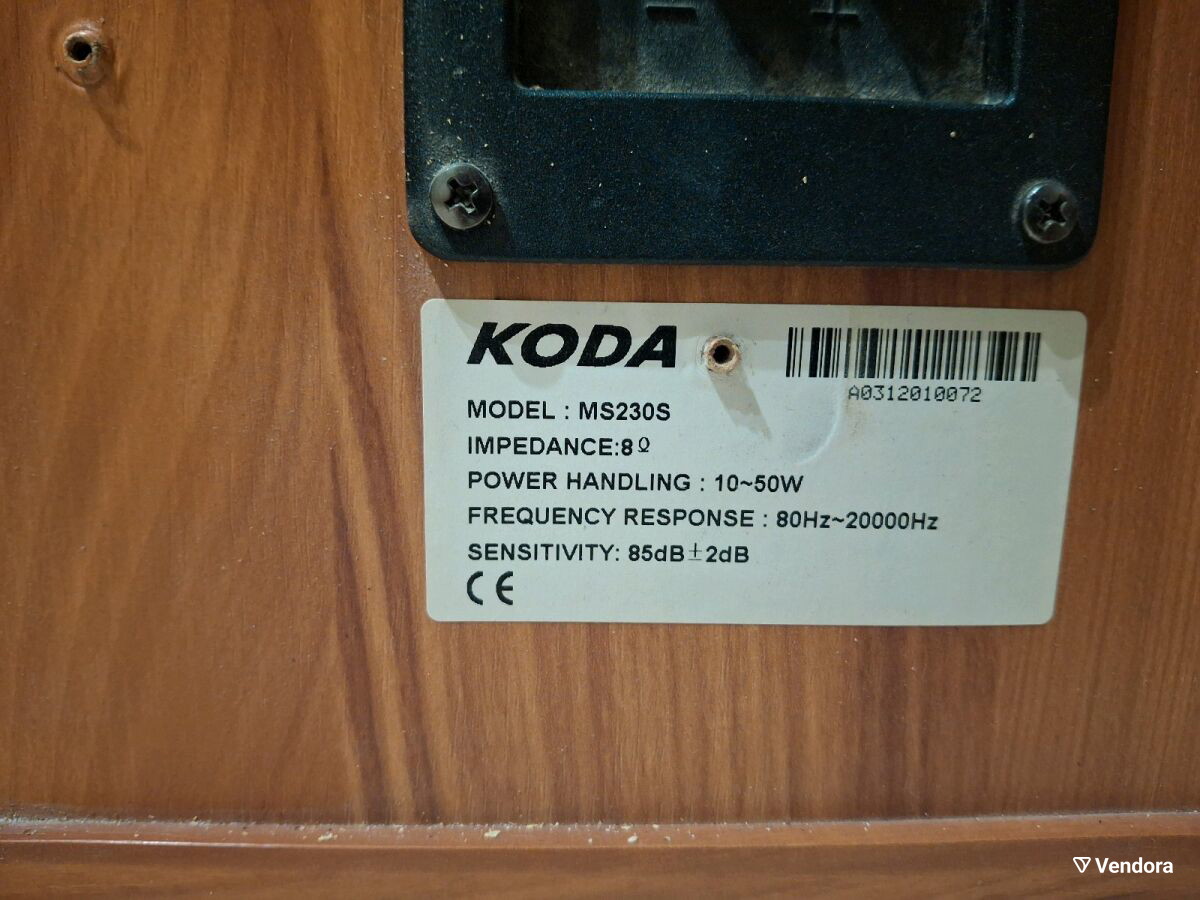 − +
KODA
A0312010072
MODEL : MS230S
IMPEDANCE:8Ω
POWER HANDLING : 10~50W
FREQUENCY RESPONSE : 80Hz~20000Hz
SENSITIVITY: 85dB±2dB
CE
Vendora